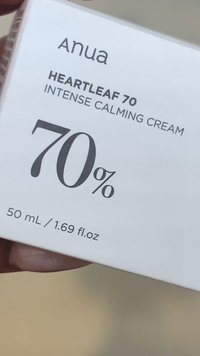 Anua
HEARTLEAF 70
INTENSE CALMING CREAM
70%
50 mL / 1.69 fl.oz